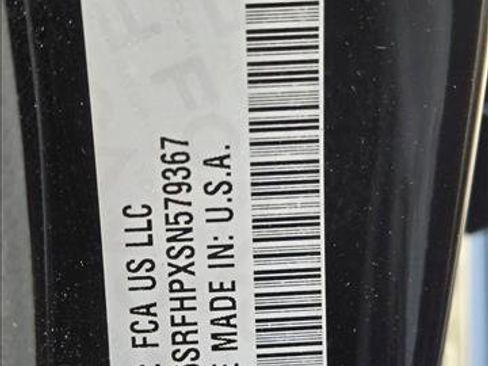 FCA US LLC
SRFHPXSN579367
MADE IN: U.S.A.